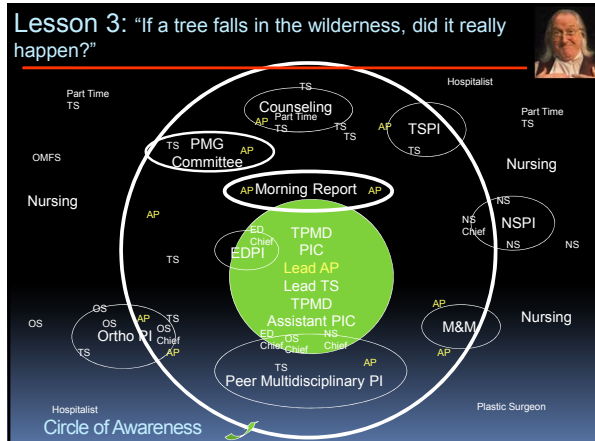 Lesson 3: “If a tree falls in the wilderness, did it really
happen?”
Hospitalist
Part Time
TS
TS
Counseling
AP
Part Time
TS
TS
TS
AP
TSPI
TS
Part Time
TS
OMFS
TS
PMG
AP
Committee
Nursing
Nursing
AP Morning Report AP
AP
NS
NS
Chief
NSPI
NS
NS
ED
Chief
EDPI
TS
TPMD
PIC
Lead AP
Lead TS
TPMD
Assistant PIC
OS
OS
OS
AP
TS
OS
Chief
Ortho PI
TS
AP
AP
M&M
AP
Nursing
ED
Chief
OS
Chief
NS
Chief
TS
AP
Peer Multidisciplinary PI
Hospitalist
Plastic Surgeon
Circle of Awareness